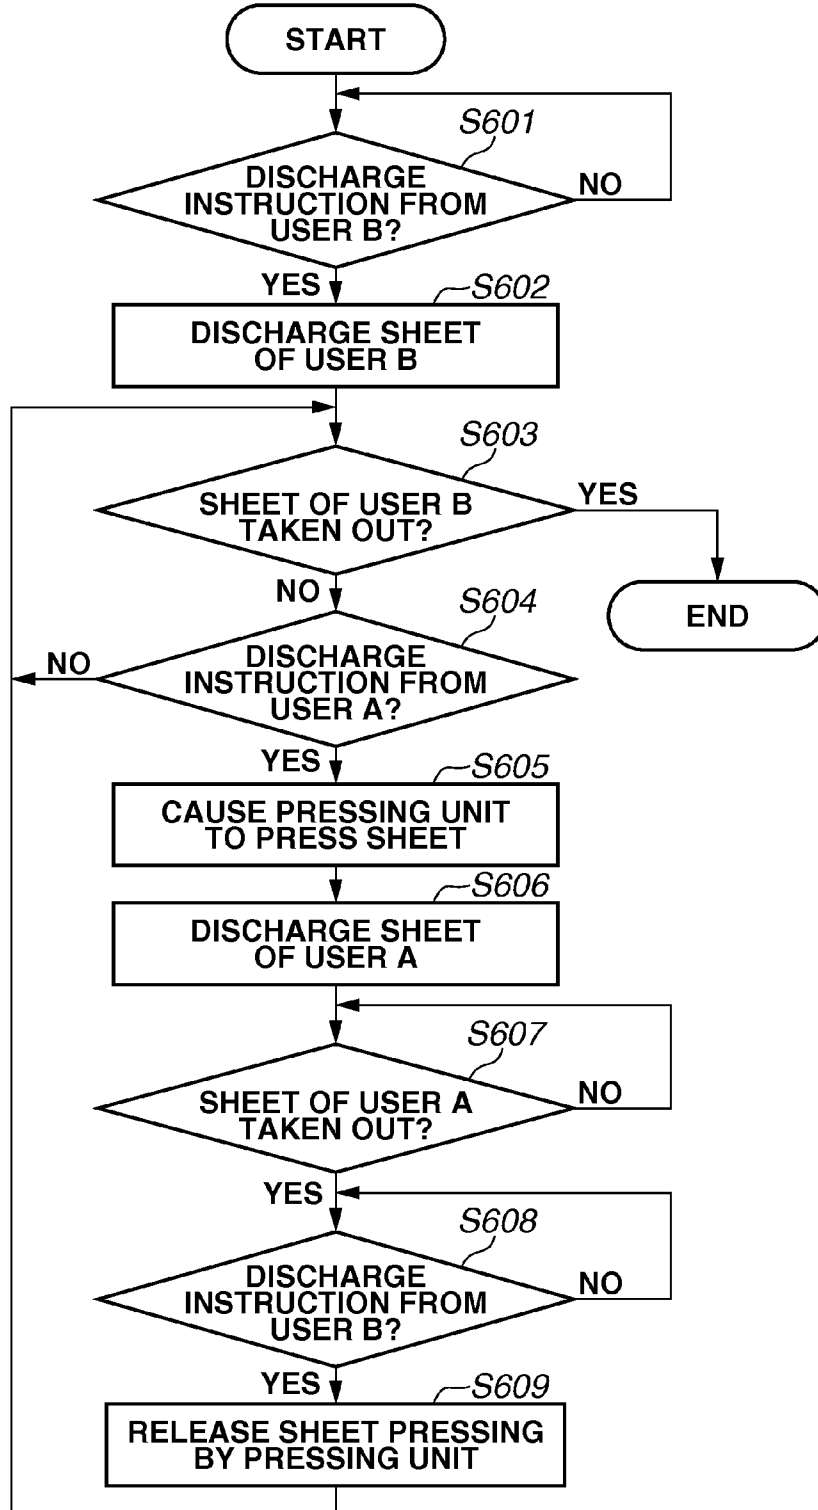 START
S601
DISCHARGE
INSTRUCTION FROM
USER B?
NO
YES
S602
DISCHARGE SHEET
OF USER B
S603
SHEET OF USER B
TAKEN OUT?
YES
END
NO
S604
DISCHARGE
INSTRUCTION FROM
USER A?
NO
YES
S605
CAUSE PRESSING UNIT
TO PRESS SHEET
S606
DISCHARGE SHEET
OF USER A
S607
SHEET OF USER A
TAKEN OUT?
NO
YES
S608
DISCHARGE
INSTRUCTION FROM
USER B?
NO
YES
S609
RELEASE SHEET PRESSING
BY PRESSING UNIT